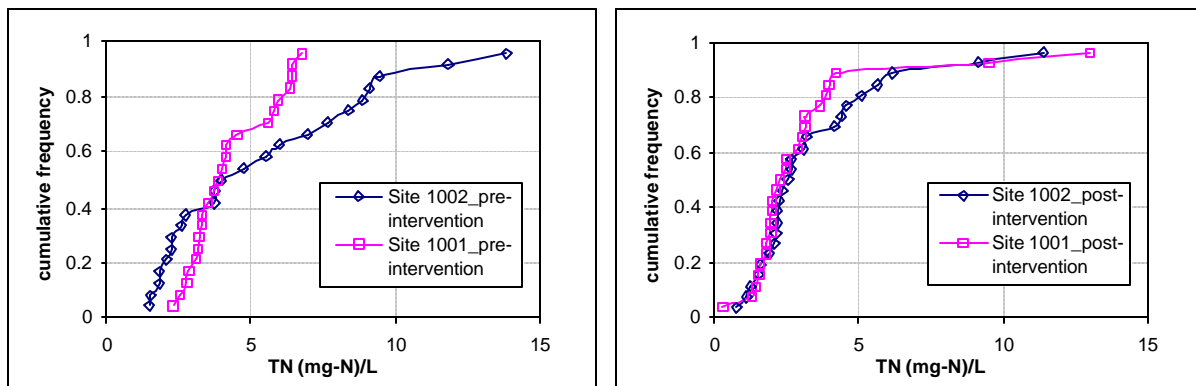 1
0.8
0.6
0.4
0.2
0
cumulative frequency
0
5
10
15
TN (mg-N)/L
Site 1002_pre-
intervention
Site 1001_pre-
intervention
1
0.8
0.6
0.4
0.2
0
cumulative frequency
0
5
10
15
TN (mg-N)/L
Site 1002_post-
intervention
Site 1001_post-
intervention